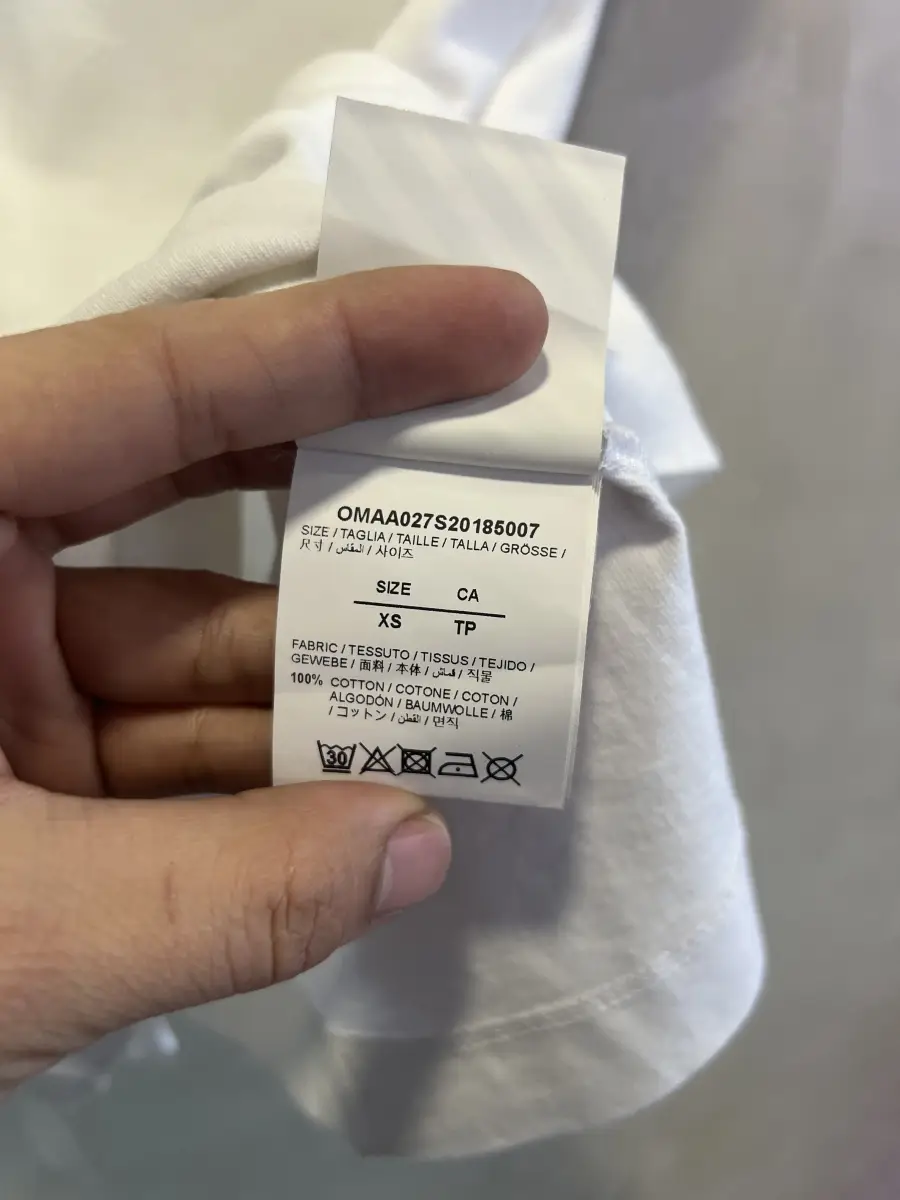 OMAA027S20185007
SIZE / TAGLIA / TAILLE / TALLA / GRÖSSE /
尺寸 / المقاس / 사이즈
SIZE CA
XS TP
FABRIC / TESSUTO / TISSUS / TEJIDO /
GEWEBE / 面料 / 本体 / قماش / 직물
100% COTTON / COTONE / COTON /
ALGODÓN / BAUMWOLLE / 棉
/ コットン / القطن / 면직
30